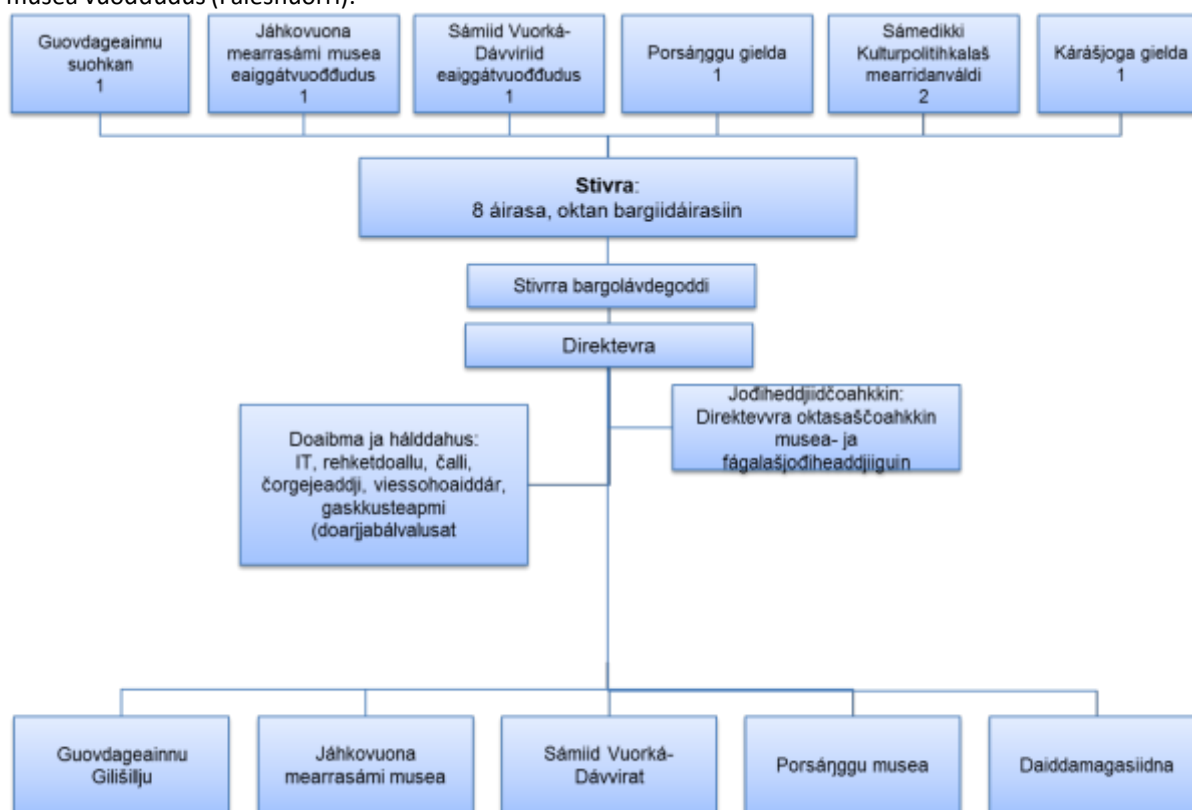 Guovdageainnu
suohkan
1
Jáhkovuona
mearrasámi musea
eaiggátvuođđudus
1
Sámiid Vuorká-
Dávviriid
eaiggátvuođđudus
1
Porsáŋggu gielda
1
Sámedikki
Kulturpolitihkalaš
mearridanváldi
2
Kárášjoga gielda
1
Stivra:
8 áirasa, oktan bargiidáirasiin
Stivrra bargolávdegoddi
Direktevra
Jođiheddjiidčoahkkin:
Direktevvra oktasaščoahkkin
musea- ja
fágalašjođiheaddjiiguin
Doaibma ja hálddahus:
IT, rehketdoallu, čalli,
čorgejeaddji, viessohoaiddár,
gaskkusteapmi
(doarjjabálvalusat
Guovdageainnu
Gilišillju
Jáhkovuona
mearrasámi musea
Sámiid Vuorká-
Dávvirat
Porsáŋggu musea
Daiddamagasiidna